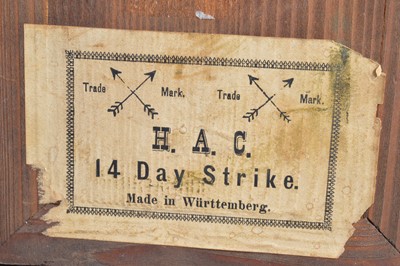 Trade Mark. Trade Mark.
H. A. C.
14 Day Strike.
Made in Württemberg.